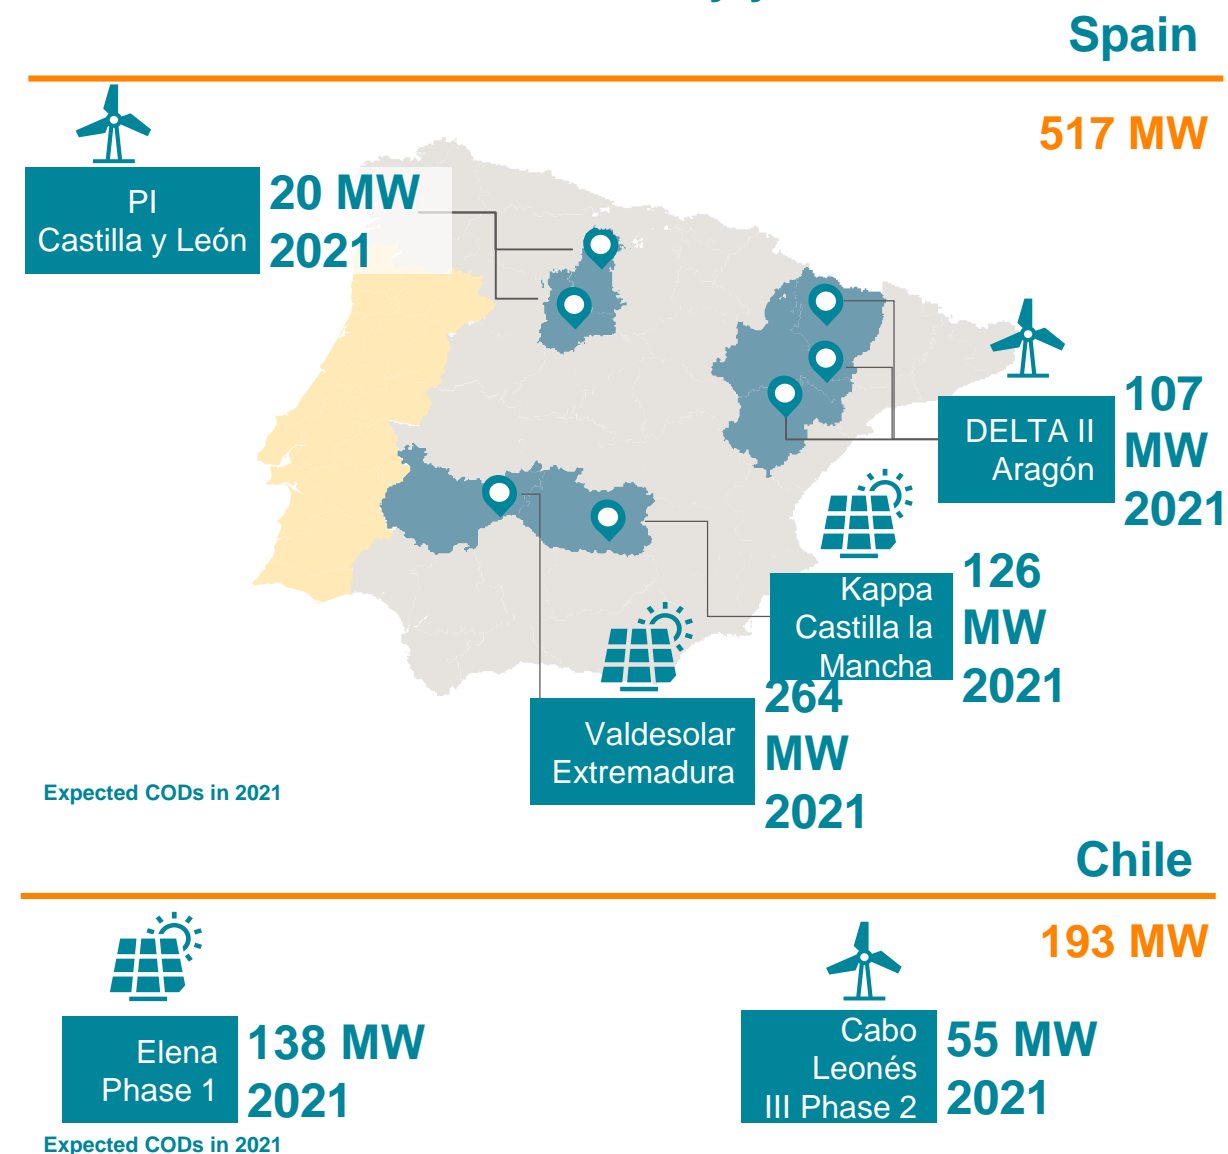 Spain
517 MW
PI
Castilla y León
20 MW
2021
DELTA II
Aragón
107
MW
2021
Kappa
Castilla la
Mancha
126
MW
2021
Valdesolar
Extremadura
264
MW
2021
Expected CODs in 2021
Chile
193 MW
Elena
Phase 1
138 MW
2021
Cabo
Leonés
III Phase 2
55 MW
2021
Expected CODs in 2021